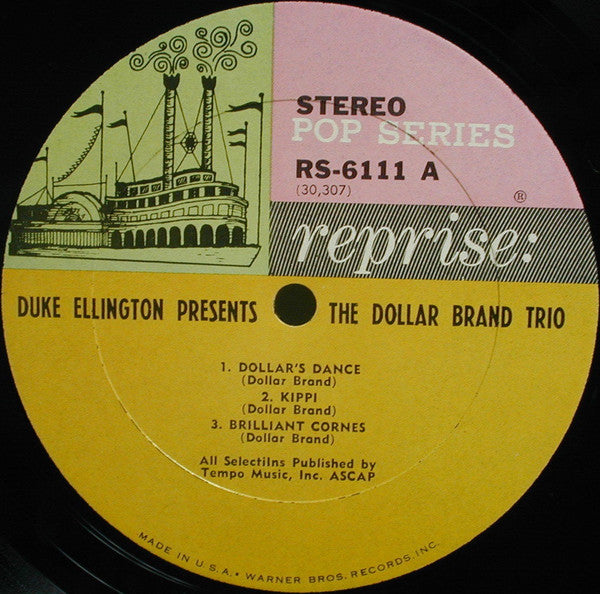 STEREO
POP SERIES
RS-6111 A
(30,307)
®
reprise:
DUKE ELLINGTON PRESENTS THE DOLLAR BRAND TRIO
1. DOLLAR'S DANCE
(Dollar Brand)
2. KIPPI
(Dollar Brand)
3. BRILLIANT CORNES
(Dollar Brand)
All SelectiIns Published by
Tempo Music, Inc. ASCAP
MADE IN U.S.A. • WARNER BROS. RECORDS, INC.